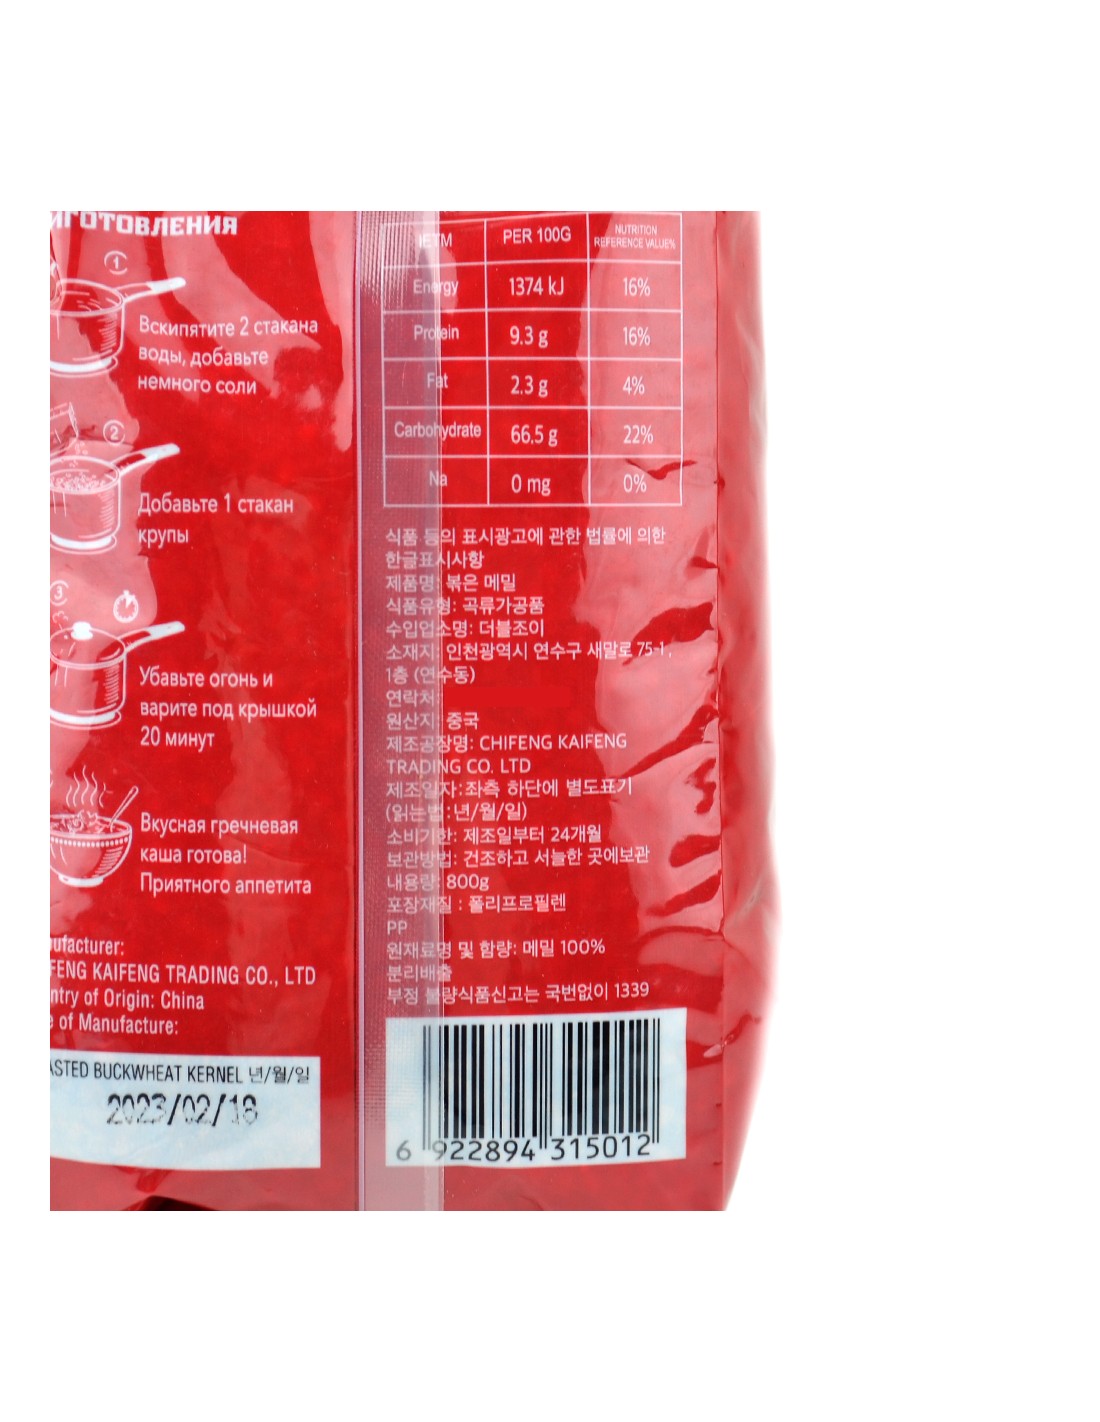 ИГОТОВЛЕНИЯ
1
Вскипятите 2 стакана
воды, добавьте
немного соли
2
Добавьте 1 стакан
крупы
3
Убавьте огонь и
варите под крышкой
20 минут
Вкусная гречневая
каша готова!
Приятного аппетита
ufacturer:
FENG KAIFENG TRADING CO., LTD
ntry of Origin: China
e of Manufacture:
ASTED BUCKWHEAT KERNEL 년/월/일
2023/02/18
IETM PER 100G NUTRITION
REFERENCE VALUE%
Energy 1374 kJ 16%
Protein 9.3 g 16%
Fat 2.3 g 4%
Carbohydrate 66.5 g 22%
Na 0 mg 0%
식품 등의 표시광고에 관한 법률에 의한
한글표시사항
제품명: 볶은 메밀
식품유형: 곡류가공품
수입업소명: 더블조이
소재지: 인천광역시 연수구 새말로 75-1,
1층 (연수동)
연락처:
원산지: 중국
제조공장명: CHIFENG KAIFENG
TRADING CO. LTD
제조일자:좌측 하단에 별도표기
(읽는법:년/월/일)
소비기한: 제조일부터 24개월
보관방법: 건조하고 서늘한 곳에보관
내용량: 800g
포장재질 : 폴리프로필렌
PP
원재료명 및 함량: 메밀 100%
분리배출
부정 불량식품신고는 국번없이 1339
6 922894 315012